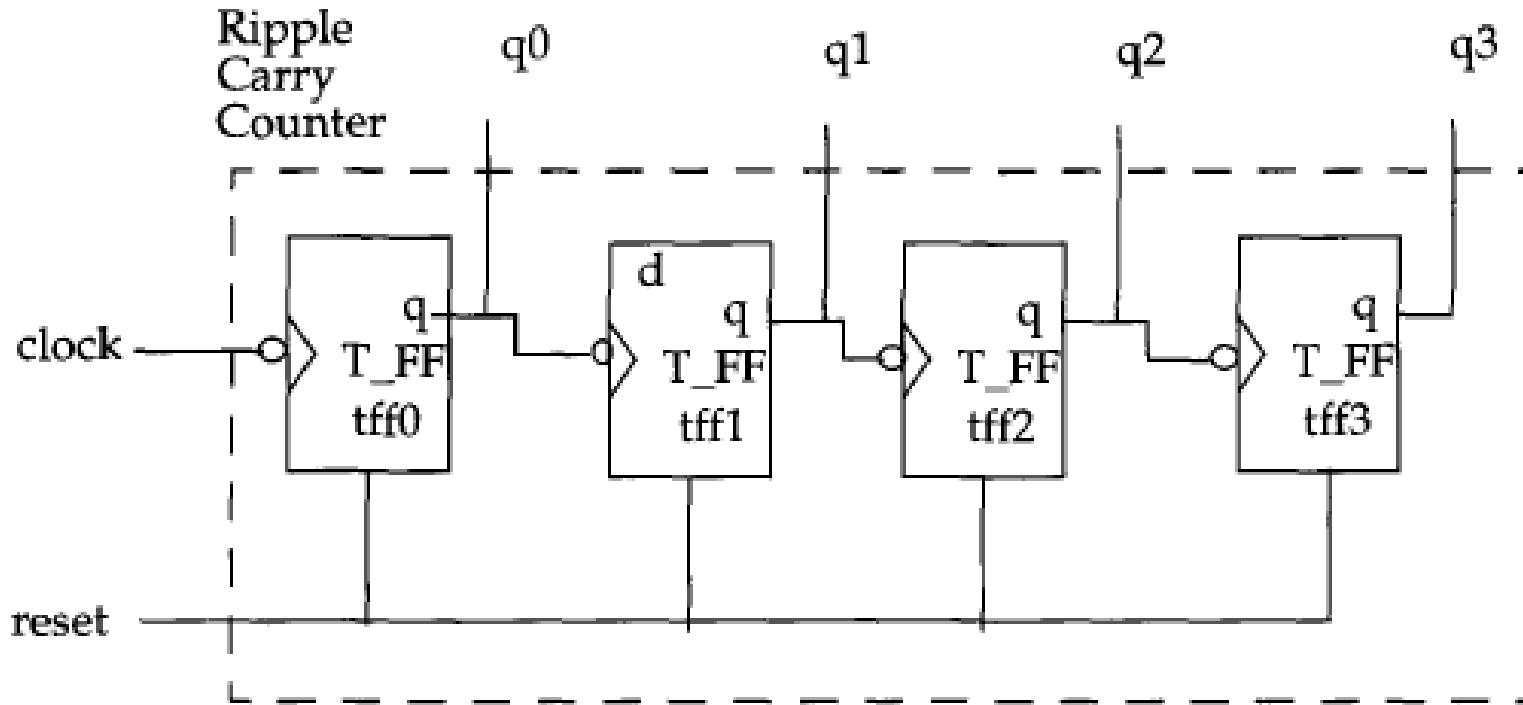 Ripple
Carry
Counter
q0
q1
q2
q3
clock
q
T_FF
tff0
d
q
T_FF
tff1
q
T_FF
tff2
q
T_FF
tff3
reset